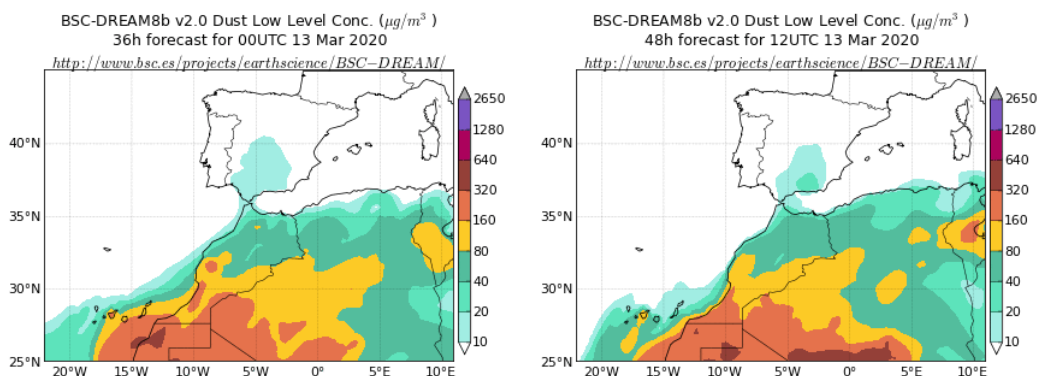 BSC-DREAM8b v2.0 Dust Low Level Conc. (μg/m³ )
36h forecast for 00UTC 13 Mar 2020
http://www.bsc.es/projects/earthscience/BSC−DREAM/
40°N
35°N
30°N
25°N
20°W 15°W 10°W 5°W 0°E 5°E 10°E
2650
1280
640
320
160
80
40
20
10
BSC-DREAM8b v2.0 Dust Low Level Conc. (μg/m³ )
48h forecast for 12UTC 13 Mar 2020
http://www.bsc.es/projects/earthscience/BSC−DREAM/
40°N
35°N
30°N
25°N
20°W 15°W 10°W 5°W 0°E 5°E 10°E
2650
1280
640
320
160
80
40
20
10